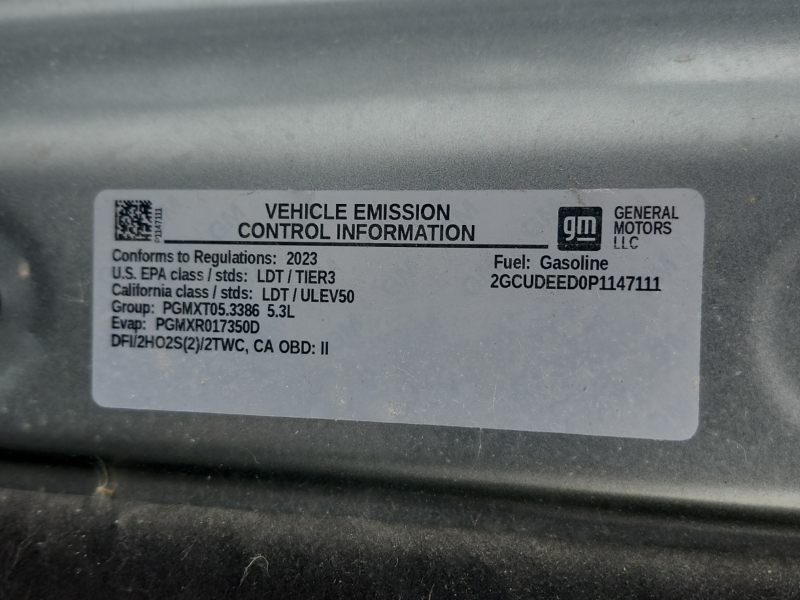 P1147111
VEHICLE EMISSION
CONTROL INFORMATION
gm
GENERAL
MOTORS
LLC
Conforms to Regulations: 2023
U.S. EPA class / stds: LDT / TIER3
California class / stds: LDT / ULEV50
Group: PGMXT05.3386 5.3L
Evap: PGMXR017350D
DFI/2HO2S(2)/2TWC, CA OBD: II
Fuel: Gasoline
2GCUDEED0P1147111